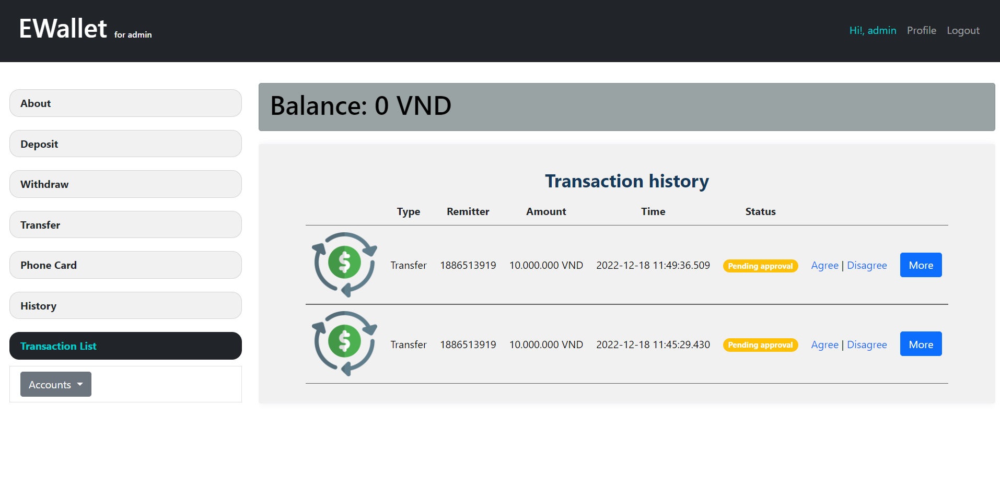 EWallet for admin
Hi!, admin Profile Logout
About
Deposit
Withdraw
Transfer
Phone Card
History
Transaction List
Accounts
Balance: 0 VND
Transaction history
Type Remitter Amount Time Status
Transfer 1886513919 10.000.000 VND 2022-12-18 11:49:36.509 Pending approval Agree | Disagree More
Transfer 1886513919 10.000.000 VND 2022-12-18 11:45:29.430 Pending approval Agree | Disagree More